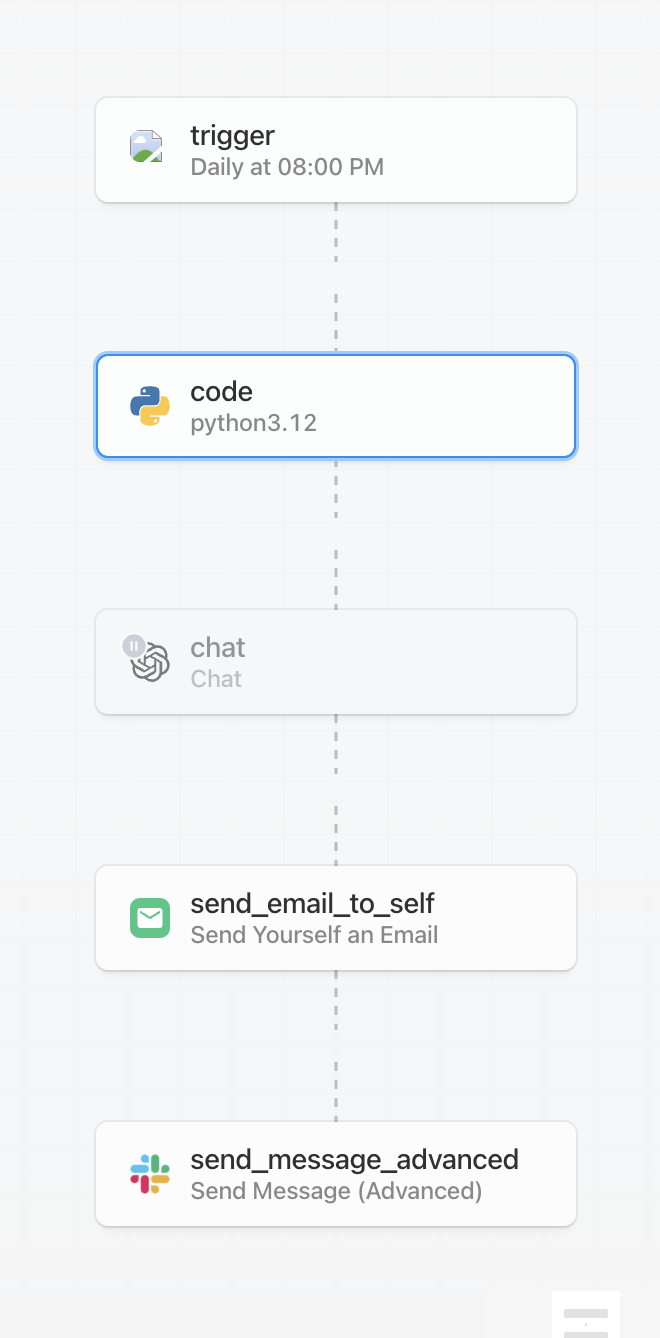 trigger
Daily at 08:00 PM
code
python3.12
chat
Chat
send_email_to_self
Send Yourself an Email
send_message_advanced
Send Message (Advanced)